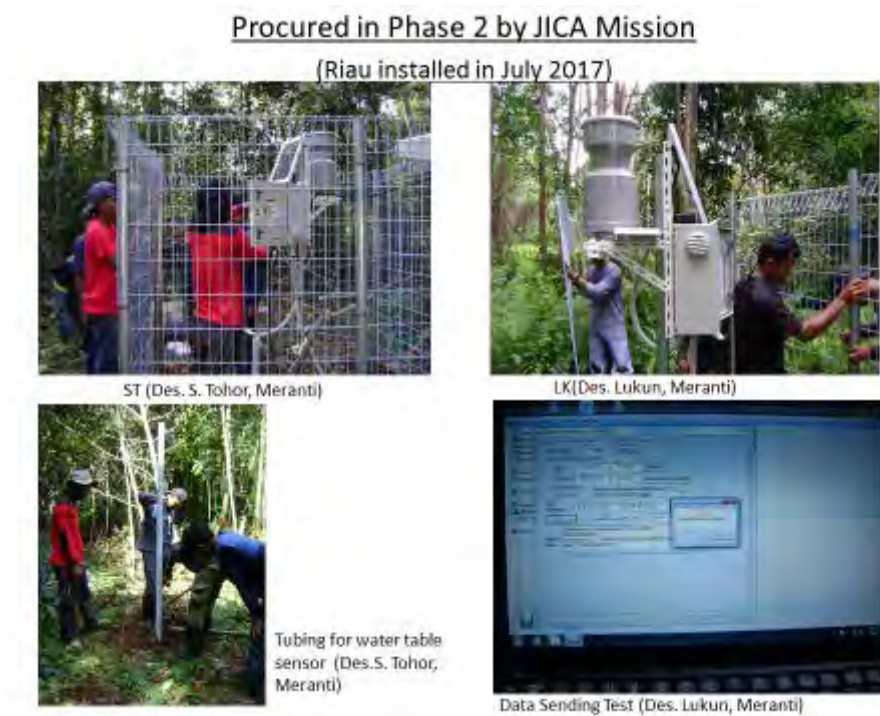 Procured in Phase 2 by JICA Mission
(Riau installed in July 2017)
ST (Des. S. Tohor, Meranti)
LK(Des. Lukun, Meranti)
Tubing for water table
sensor (Des.S. Tohor,
Meranti)
Data Sending Test (Des. Lukun, Meranti)